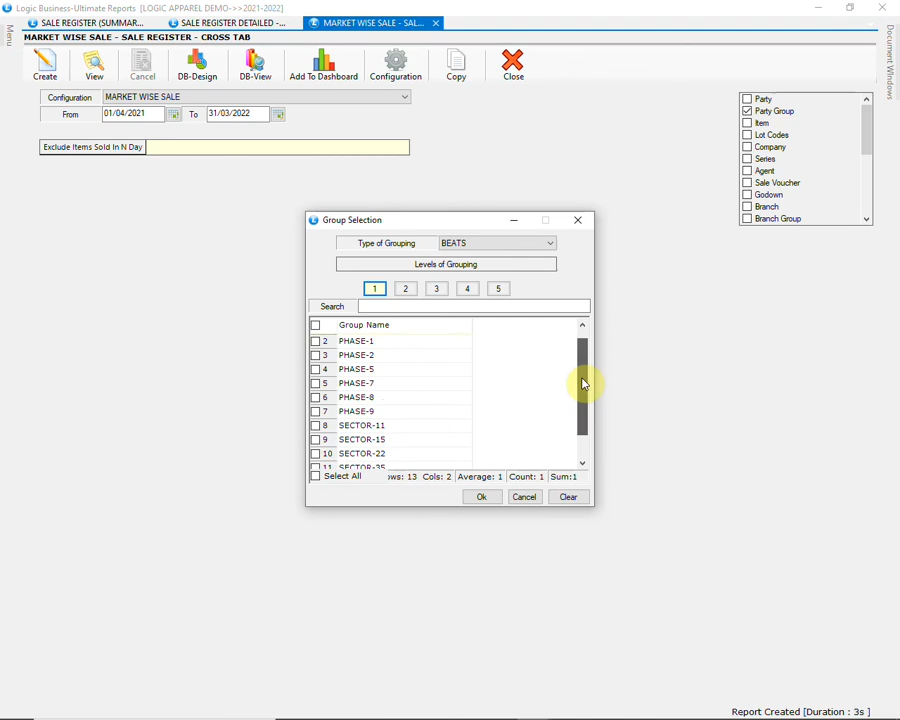 Logic Business-Ultimate Reports [LOGIC APPAREL DEMO->>2021-2022]
Menu
SALE REGISTER (SUMMAR...
SALE REGISTER DETAILED -...
MARKET WISE SALE - SAL...
Document Windows
MARKET WISE SALE - SALE REGISTER - CROSS TAB
Create
View
Cancel
DB-Design
DB-View
Add To Dashboard
Configuration
Copy
Close
Configuration
MARKET WISE SALE
From
01/04/2021
To
31/03/2022
Exclude Items Sold In N Day
Party
Party Group
Item
Lot Codes
Company
Series
Agent
Sale Voucher
Godown
Branch
Branch Group
Group Selection
Type of Grouping
BEATS
Levels of Grouping
1 2 3 4 5
Search
Group Name
2 PHASE-1
3 PHASE-2
4 PHASE-5
5 PHASE-7
6 PHASE-8
7 PHASE-9
8 SECTOR-11
9 SECTOR-15
10 SECTOR-22
11 SECTOR-35
Select All
ows: 13 Cols: 2 Average: 1 Count: 1 Sum:1
Ok
Cancel
Clear
Report Created [Duration : 3s ]